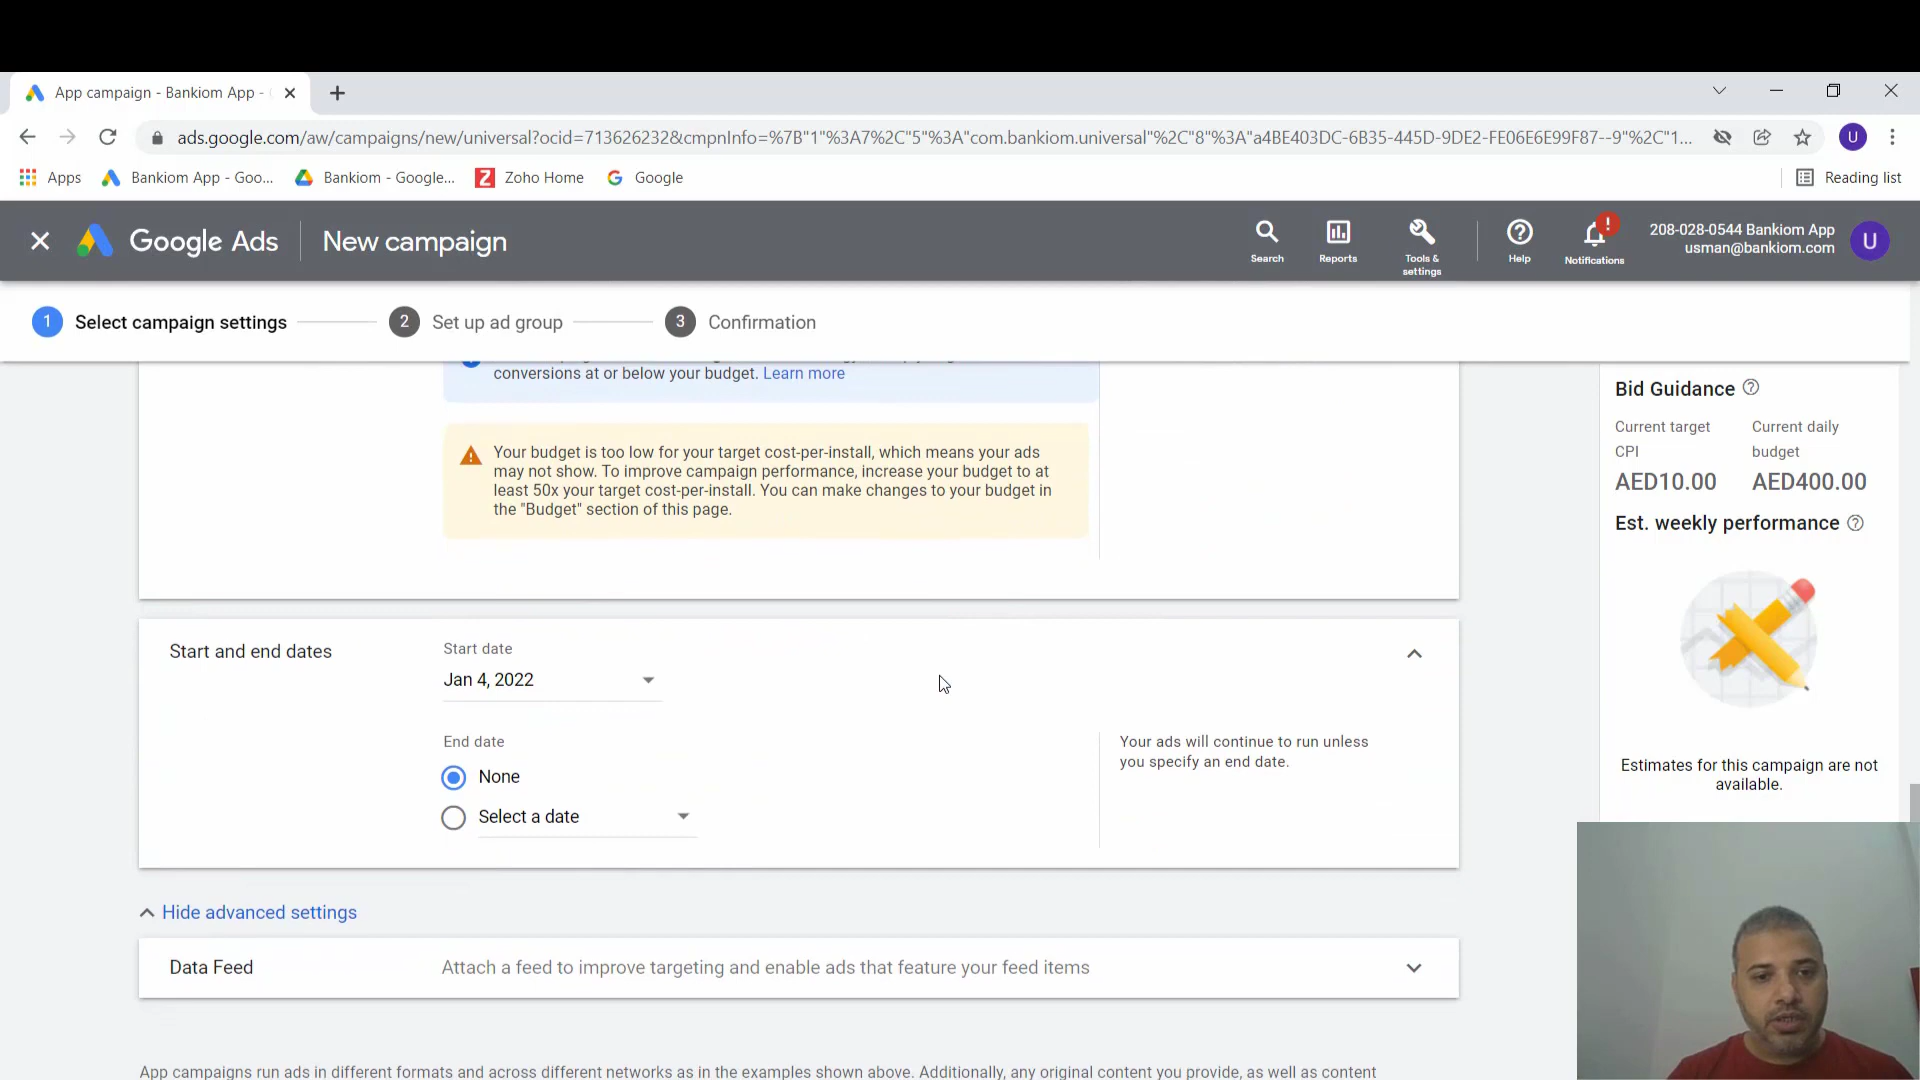 App campaign - Bankiom App -
ads.google.com/aw/campaigns/new/universal?ocid=713626232&cmpnInfo=%7B"1"%3A7%2C"5"%3A"com.bankiom.universal"%2C"8"%3A"a4BE403DC-6B35-445D-9DE2-FE06E6E99F87--9"%2C"1...
U
Apps
Bankiom App - Goo...
Bankiom - Google...
Zoho Home
Google
Reading list
Google Ads
New campaign
Search
Reports
Tools &
settings
Help
Notifications
208-028-0544 Bankiom App
usman@bankiom.com
U
1 Select campaign settings
2 Set up ad group
3 Confirmation
conversions at or below your budget. Learn more
Your budget is too low for your target cost-per-install, which means your ads
may not show. To improve campaign performance, increase your budget to at
least 50x your target cost-per-install. You can make changes to your budget in
the "Budget" section of this page.
Bid Guidance
Current target
CPI
AED10.00
Current daily
budget
AED400.00
Est. weekly performance
Estimates for this campaign are not
available.
Start and end dates
Start date
Jan 4, 2022
End date
None
Select a date
Your ads will continue to run unless
you specify an end date.
Hide advanced settings
Data Feed
Attach a feed to improve targeting and enable ads that feature your feed items
App campaigns run ads in different formats and across different networks as in the examples shown above. Additionally, any original content you provide, as well as content